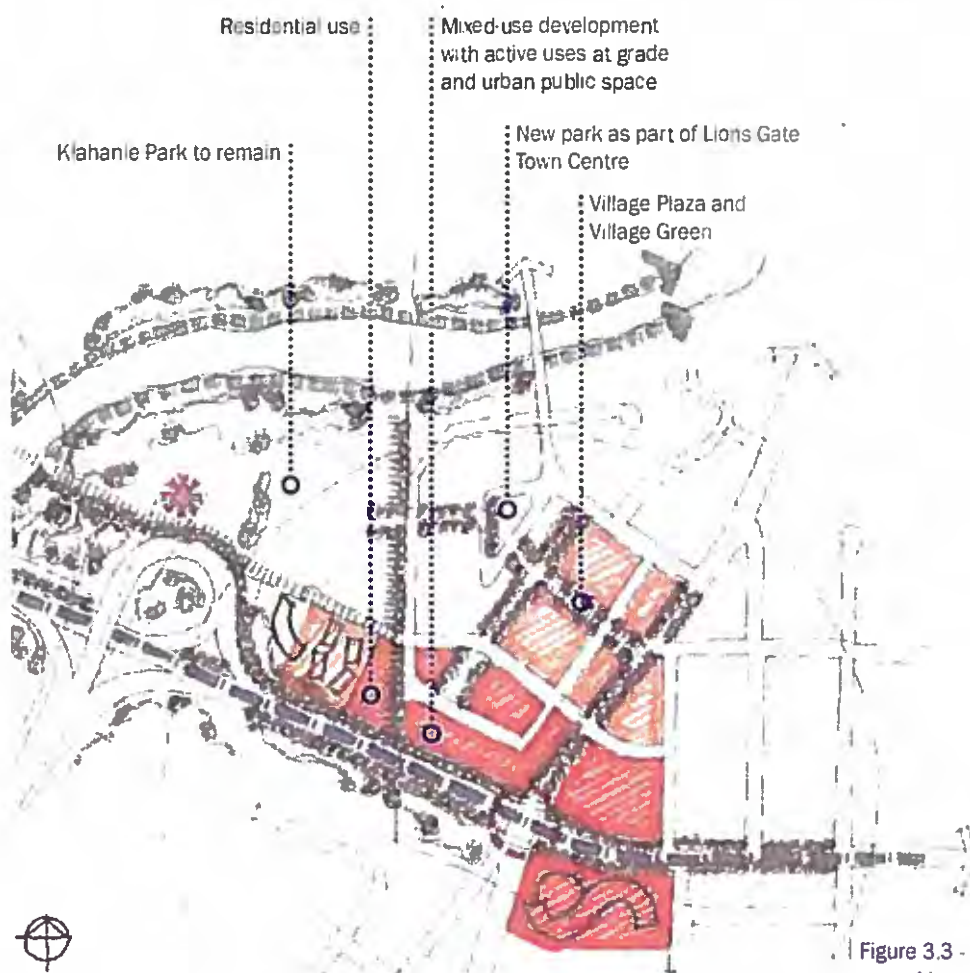 Residential use
Mixed-use development
with active uses at grade
and urban public space
Klahanie Park to remain
New park as part of Lions Gate
Town Centre
Village Plaza and
Village Green
Figure 3.3 -